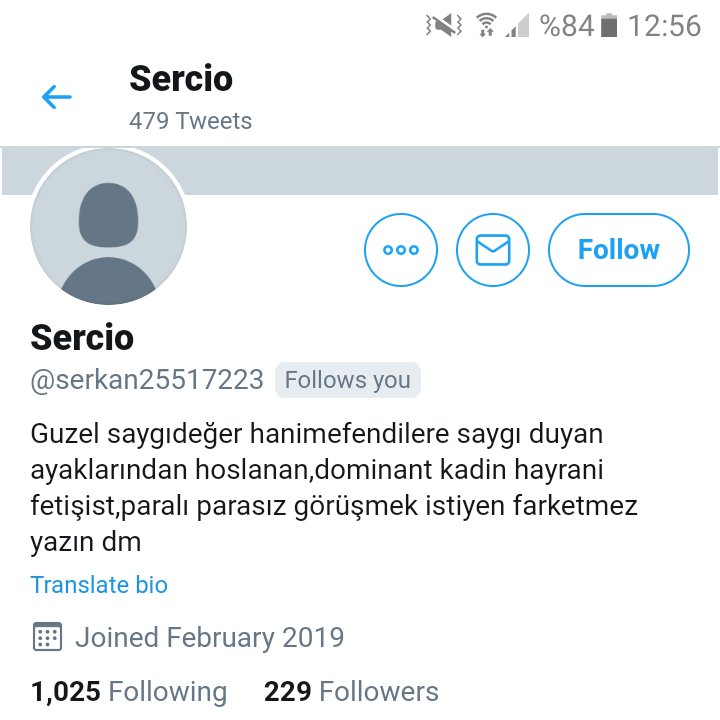 %84 12:56
Sercio
479 Tweets
Follow
Sercio
@serkan25517223 Follows you
Guzel saygıdeğer hanimefendilere saygı duyan
ayaklarından hoslanan,dominant kadin hayrani
fetişist,paralı parasız görüşmek istiyen farketmez
yazın dm
Translate bio
Joined February 2019
1,025 Following 229 Followers